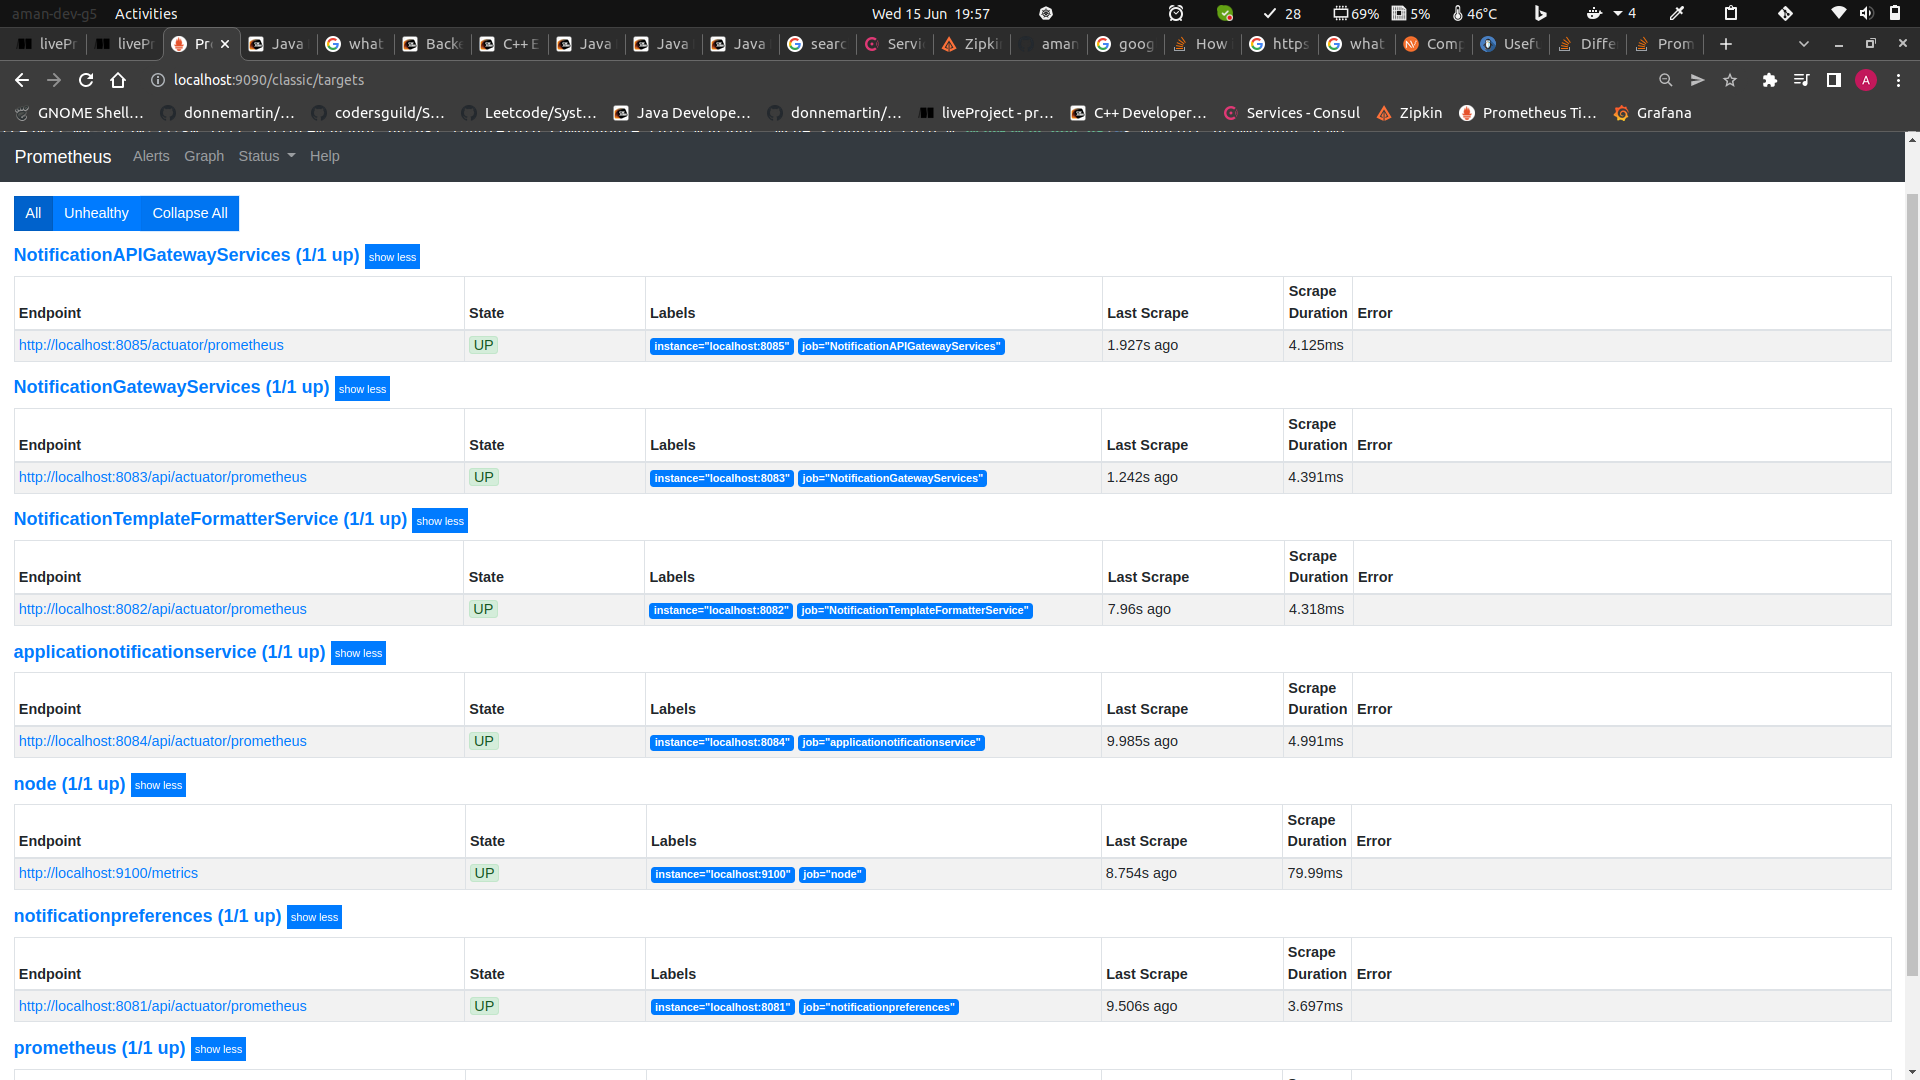 aman-dev-g5 Activities Wed 15 Jun 19:57 28 69% 5% 46°C 4
livePr livePr Pr Java what Backe C++ E Java Java Java searc Servi Zipki aman goog How https what Comp Usefu Diffe Prom
localhost:9090/classic/targets A
GNOME Shell... donnemartin/... codersguild/S... Leetcode/Syst... Java Develope... donnemartin/... liveProject - pr... C++ Developer... Services - Consul Zipkin Prometheus Ti... Grafana
Prometheus Alerts Graph Status Help
All Unhealthy Collapse All
NotificationAPIGatewayServices (1/1 up) show less
Endpoint State Labels Last Scrape Scrape Duration Error
http://localhost:8085/actuator/prometheus UP instance="localhost:8085" job="NotificationAPIGatewayServices" 1.927s ago 4.125ms
NotificationGatewayServices (1/1 up) show less
Endpoint State Labels Last Scrape Scrape Duration Error
http://localhost:8083/api/actuator/prometheus UP instance="localhost:8083" job="NotificationGatewayServices" 1.242s ago 4.391ms
NotificationTemplateFormatterService (1/1 up) show less
Endpoint State Labels Last Scrape Scrape Duration Error
http://localhost:8082/api/actuator/prometheus UP instance="localhost:8082" job="NotificationTemplateFormatterService" 7.96s ago 4.318ms
applicationotificationservice (1/1 up) show less
Endpoint State Labels Last Scrape Scrape Duration Error
http://localhost:8084/api/actuator/prometheus UP instance="localhost:8084" job="applicationotificationservice" 9.985s ago 4.991ms
node (1/1 up) show less
Endpoint State Labels Last Scrape Scrape Duration Error
http://localhost:9100/metrics UP instance="localhost:9100" job="node" 8.754s ago 79.99ms
notificationpreferences (1/1 up) show less
Endpoint State Labels Last Scrape Scrape Duration Error
http://localhost:8081/api/actuator/prometheus UP instance="localhost:8081" job="notificationpreferences" 9.506s ago 3.697ms
prometheus (1/1 up) show less